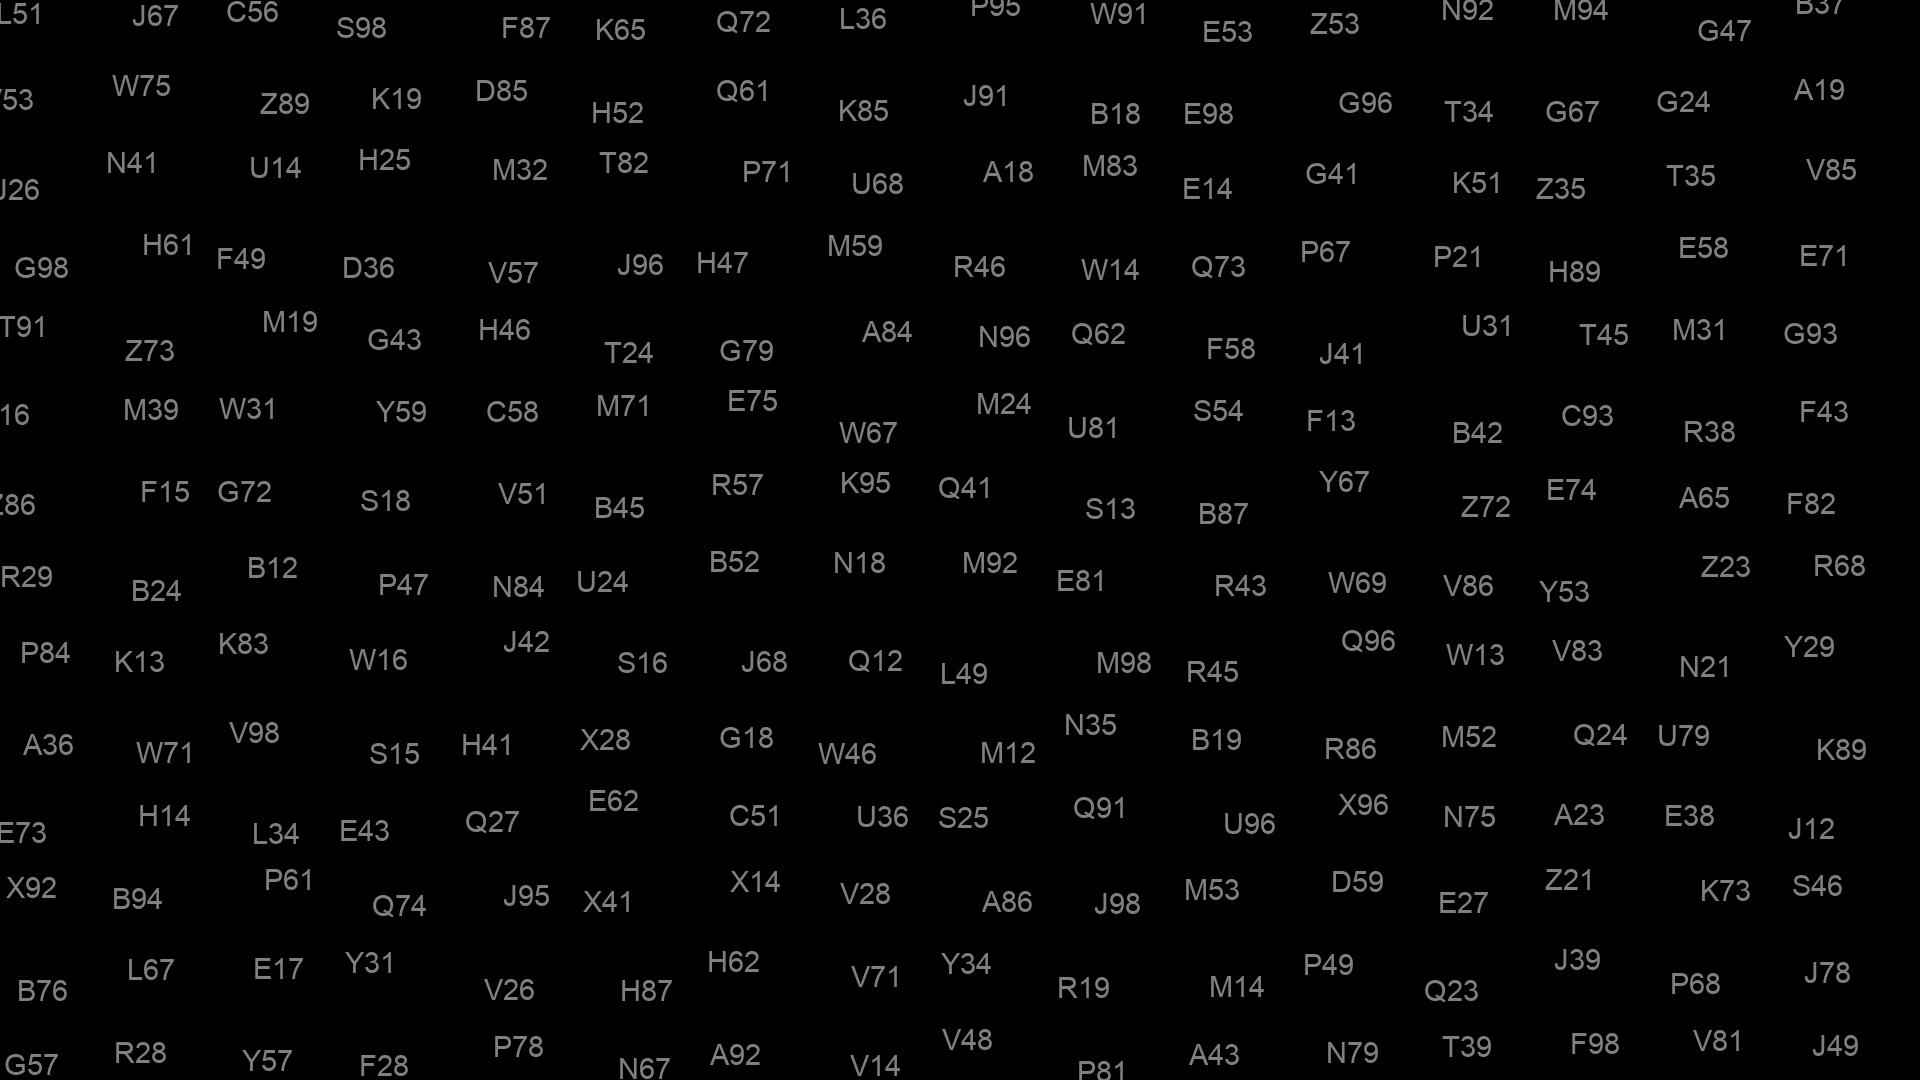 L51 J67 C56 S98 F87 K65 Q72 L36 P95 W91 E53 Z53 N92 M94 G47 B37
W75 Z89 K19 D85 H52 Q61 K85 J91 B18 E98 G96 T34 G67 G24 A19
J26 N41 U14 H25 M32 T82 P71 U68 A18 M83 E14 G41 K51 Z35 T35 V85
G98 H61 F49 D36 V57 J96 H47 M59 R46 W14 Q73 P67 P21 H89 E58 E71
T91 Z73 M19 G43 H46 T24 G79 A84 N96 Q62 F58 J41 U31 T45 M31 G93
16 M39 W31 Y59 C58 M71 E75 W67 M24 U81 S54 F13 B42 C93 R38 F43
Z86 F15 G72 S18 V51 B45 R57 K95 Q41 S13 B87 Y67 Z72 E74 A65 F82
R29 B24 B12 P47 N84 U24 B52 N18 M92 E81 R43 W69 V86 Y53 Z23 R68
P84 K13 K83 W16 J42 S16 J68 Q12 L49 M98 R45 Q96 W13 V83 N21 Y29
A36 W71 V98 S15 H41 X28 G18 W46 M12 N35 B19 R86 M52 Q24 U79 K89
E73 H14 L34 E43 Q27 E62 C51 U36 S25 Q91 U96 X96 N75 A23 E38 J12
X92 B94 P61 Q74 J95 X41 X14 V28 A86 J98 M53 D59 E27 Z21 K73 S46
B76 L67 E17 Y31 V26 H87 H62 V71 Y34 R19 M14 P49 Q23 J39 P68 J78
G57 R28 Y57 F28 P78 N67 A92 V14 V48 P81 A43 N79 T39 F98 V81 J49